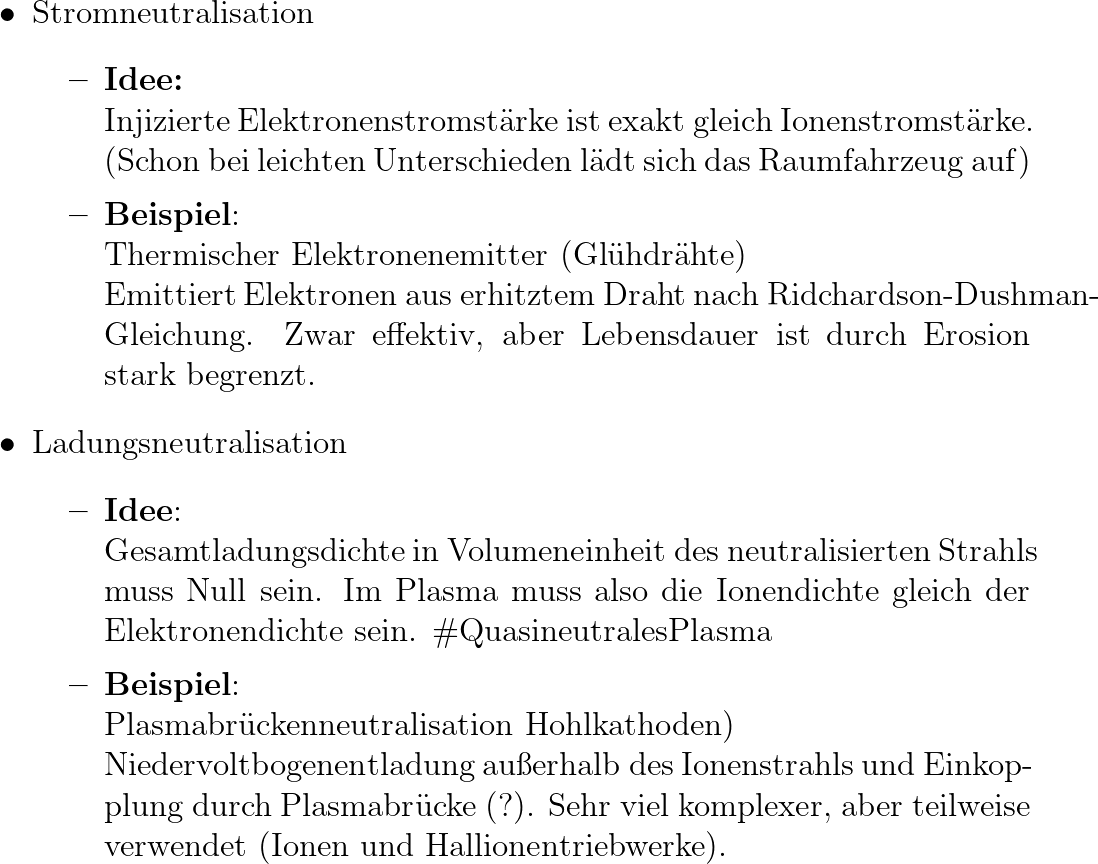 • Stromneutralisation
– Idee:
Injizierte Elektronenstromstärke ist exakt gleich Ionenstromstärke.
(Schon bei leichten Unterschieden lädt sich das Raumfahrzeug auf)
– Beispiel:
Thermischer Elektronenemitter (Glühdrähte)
Emittiert Elektronen aus erhitztem Draht nach Ridchardson-Dushman-
Gleichung. Zwar effektiv, aber Lebensdauer ist durch Erosion
stark begrenzt.
• Ladungsneutralisation
– Idee:
Gesamtladungsdichte in Volumeneinheit des neutralisierten Strahls
muss Null sein. Im Plasma muss also die Ionendichte gleich der
Elektronendichte sein. #QuasineutralesPlasma
– Beispiel:
Plasmabrückenneutralisation Hohlkathoden)
Niedervoltbogenentladung außerhalb des Ionenstrahls und Einkop-
plung durch Plasmabrücke (?). Sehr viel komplexer, aber teilweise
verwendet (Ionen und Hallionentriebwerke).